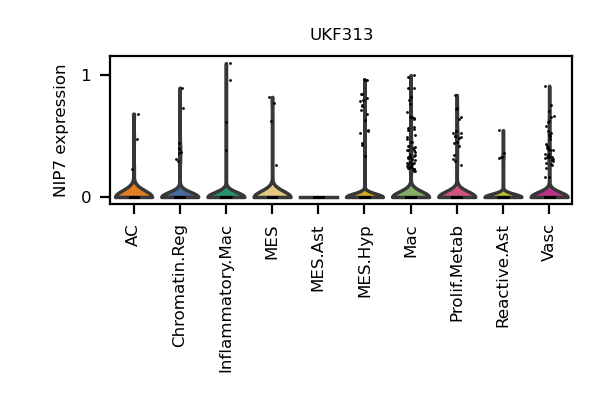 UKF313
NIP7 expression
1
0
AC
Chromatin.Reg
Inflammatory.Mac
MES
MES.Ast
MES.Hyp
Mac
Prolif.Metab
Reactive.Ast
Vasc